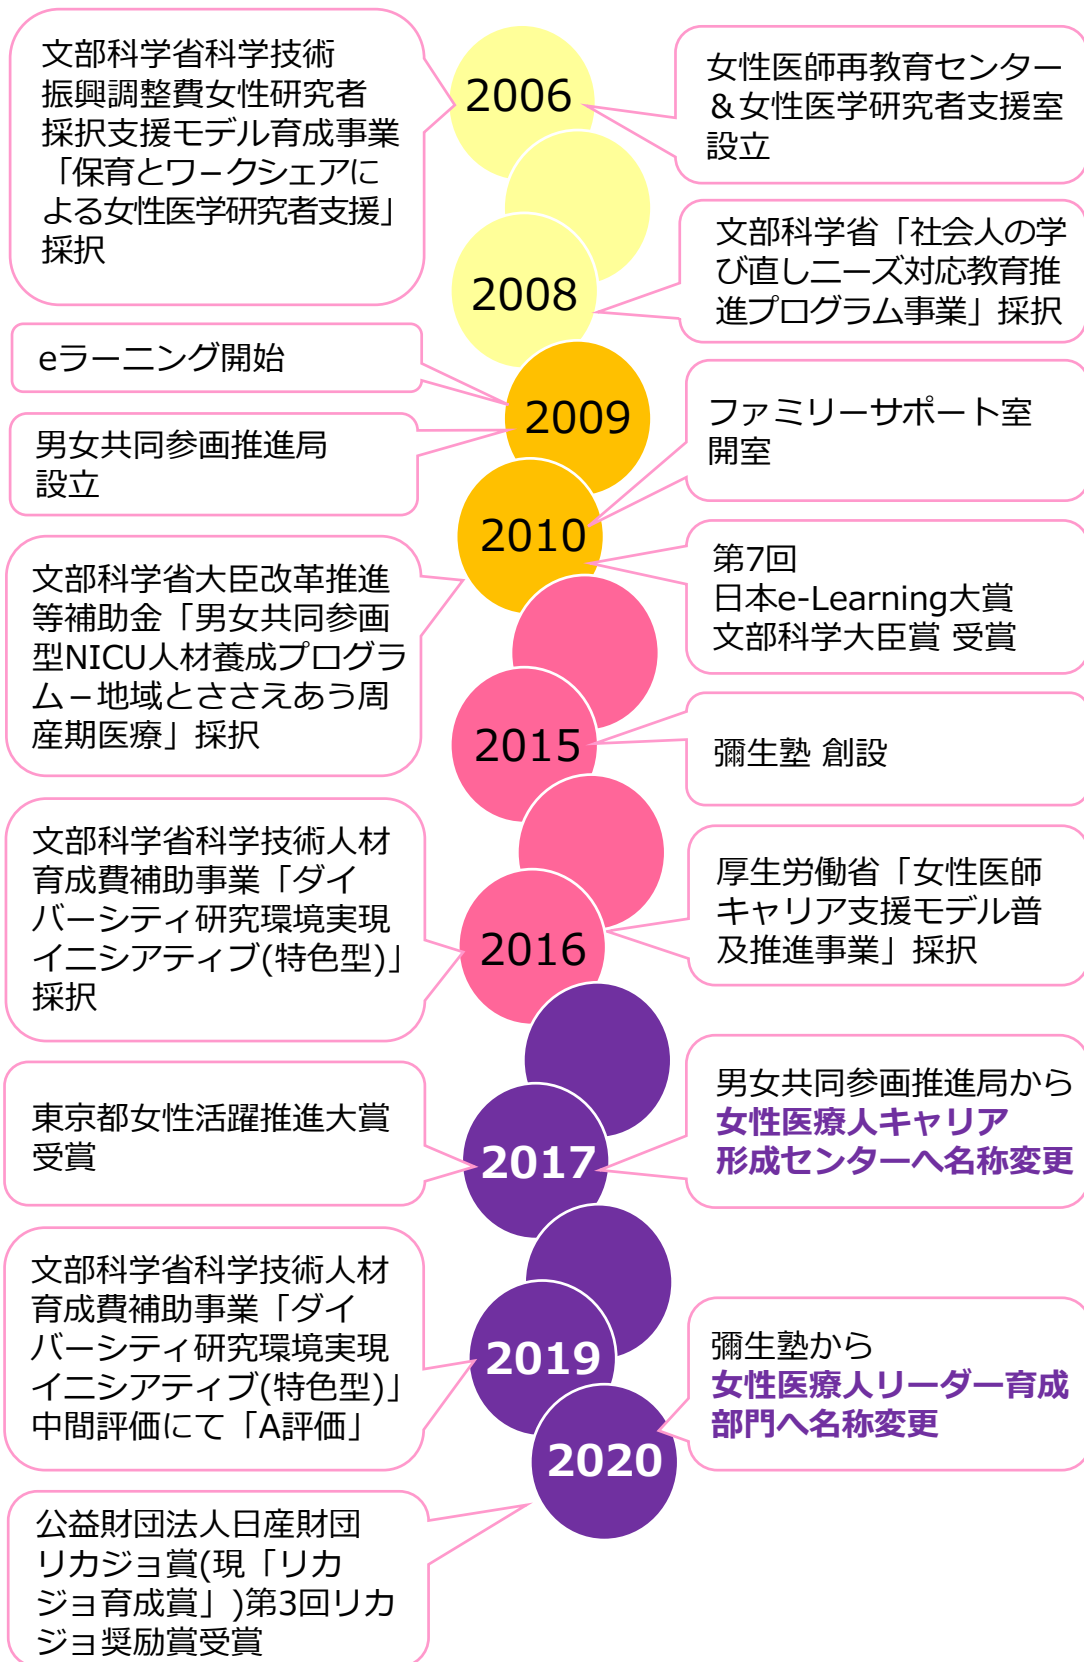 文部科学省科学技術
振興調整費女性研究者
採択支援モデル育成事業
「保育とワークシェアに
よる女性医学研究者支援」
採択
2006
女性医師再教育センター
＆女性医学研究者支援室
設立
2008
文部科学省「社会人の学
び直しニーズ対応教育推
進プログラム事業」採択
eラーニング開始
2009
男女共同参画推進局
設立
ファミリーサポート室
開室
2010
第7回
日本e-Learning大賞
文部科学大臣賞 受賞
文部科学省大臣改革推進
等補助金「男女共同参画
型NICU人材養成プログラ
ム－地域とささえあう周
産期医療」採択
2015
彌生塾 創設
文部科学省科学技術人材
育成費補助事業「ダイ
バーシティ研究環境実現
イニシアティブ(特色型)」
採択
2016
厚生労働省「女性医師
キャリア支援モデル普
及推進事業」採択
東京都女性活躍推進大賞
受賞
2017
男女共同参画推進局から
女性医療人キャリア
形成センターへ名称変更
文部科学省科学技術人材
育成費補助事業「ダイ
バーシティ研究環境実現
イニシアティブ(特色型)」
中間評価にて「A評価」
2019
彌生塾から
女性医療人リーダー育成
部門へ名称変更
2020
公益財団法人日産財団
リカジョ賞(現「リカ
ジョ育成賞」)第3回リカ
ジョ奨励賞受賞